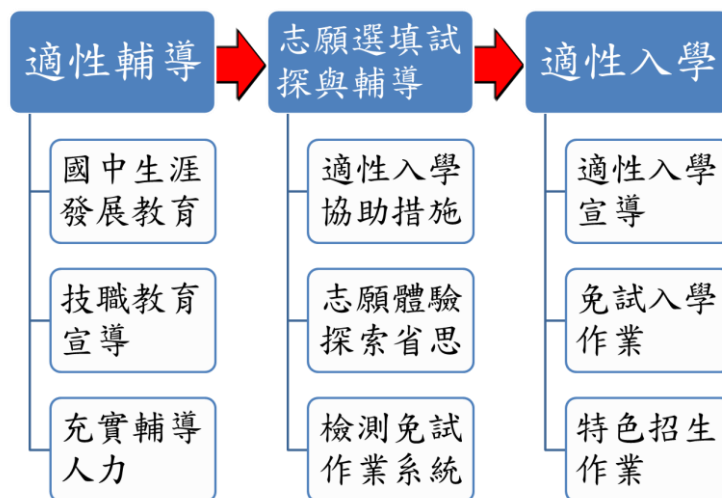 適性輔導
國中生涯
發展教育
技職教育
宣導
充實輔導
人力
志願選填試
探與輔導
適性入學
協助措施
志願體驗
探索省思
檢測免試
作業系統
適性入學
適性入學
宣導
免試入學
作業
特色招生
作業